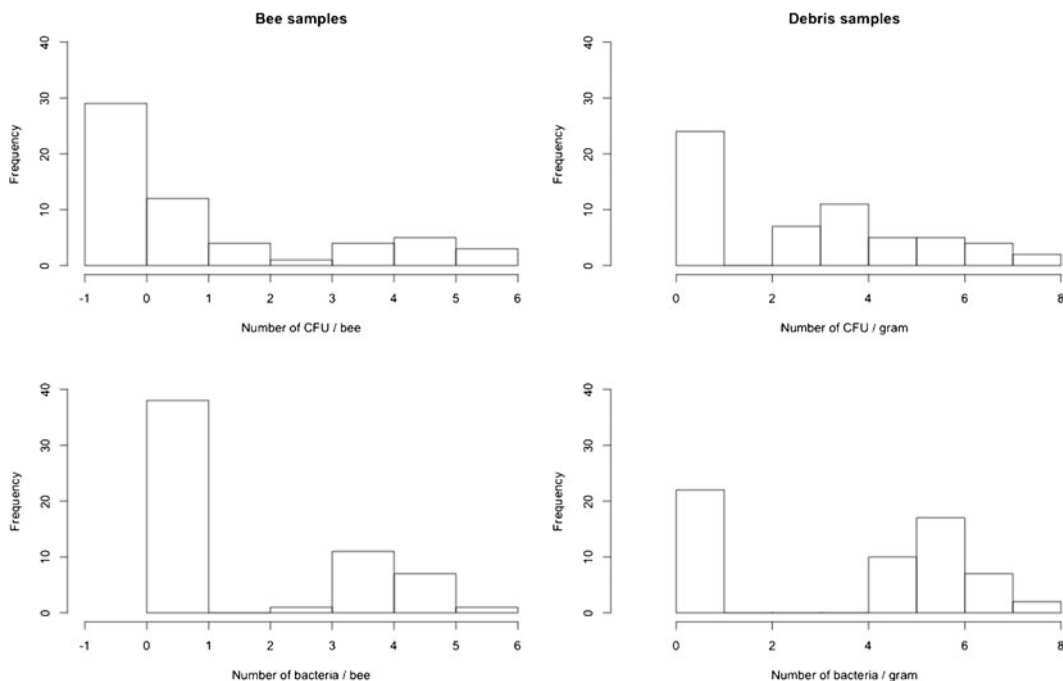 Bee samples
Debris samples
40
30
20
10
0
Frequency
-1 0 1 2 3 4 5 6
Number of CFU / bee
40
30
20
10
0
Frequency
0 2 4 6 8
Number of CFU / gram
40
30
20
10
0
Frequency
-1 0 1 2 3 4 5 6
Number of bacteria / bee
40
30
20
10
0
Frequency
0 2 4 6 8
Number of bacteria / gram